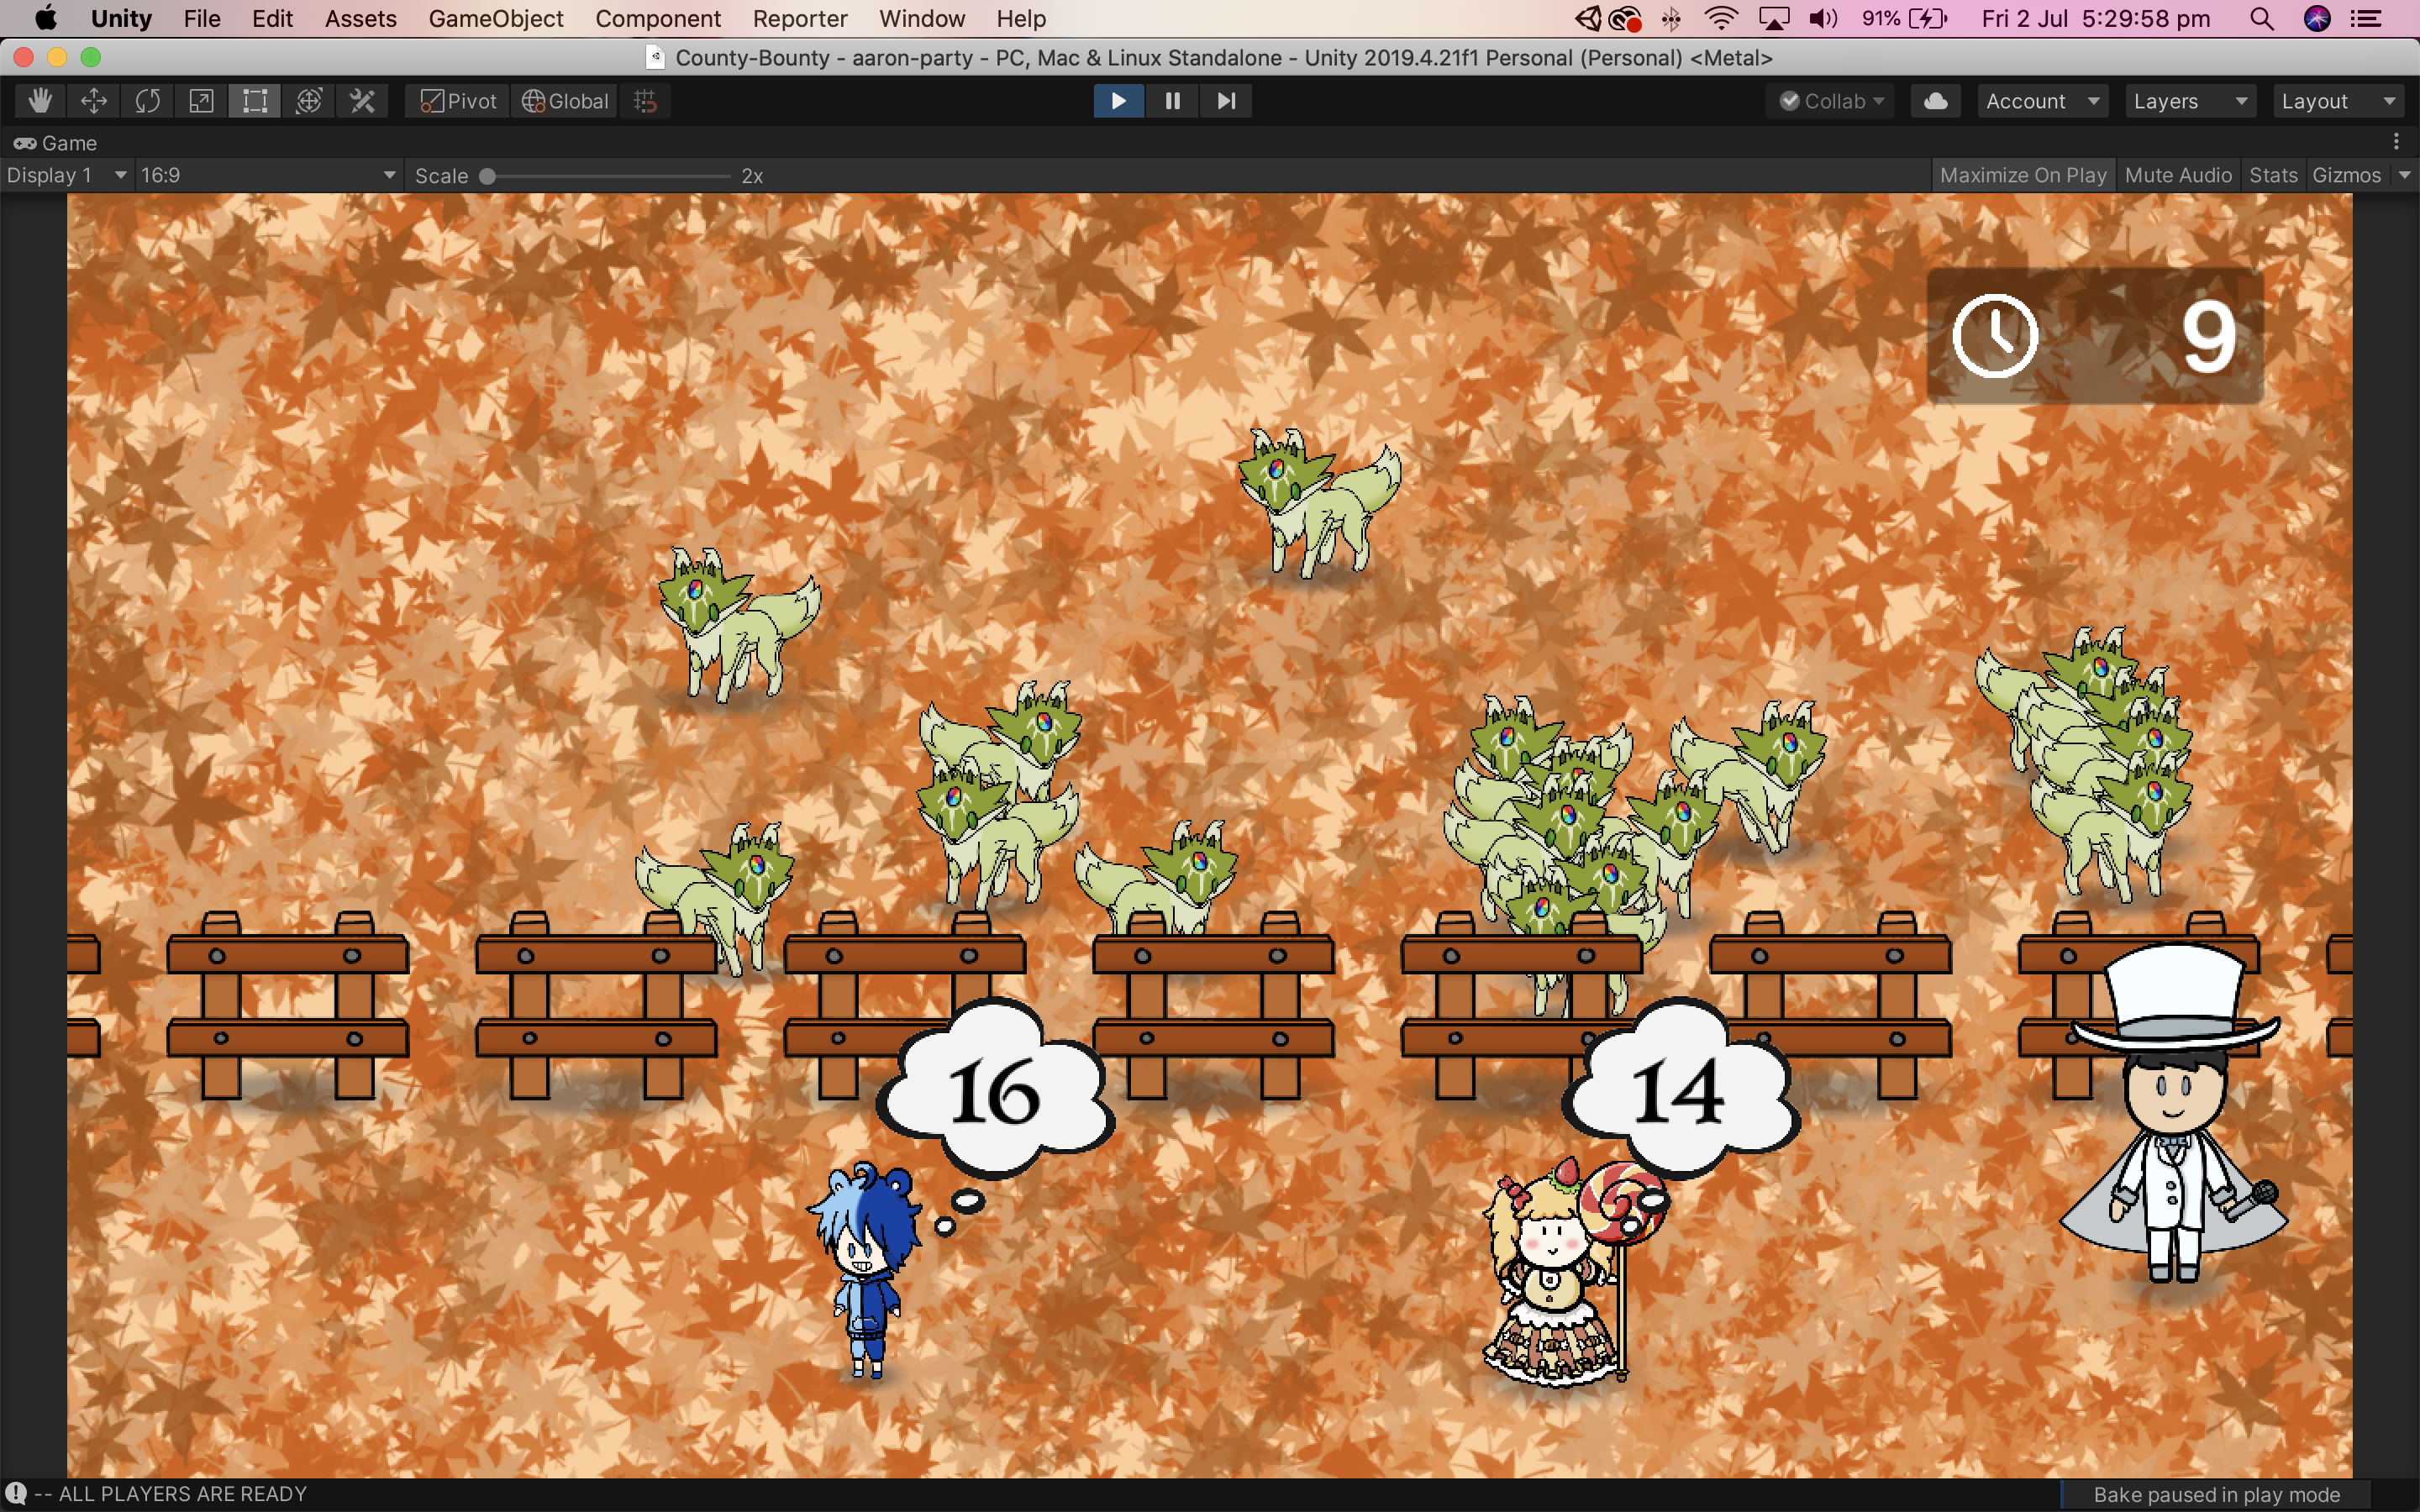 Unity File Edit Assets GameObject Component Reporter Window Help 91% Fri 2 Jul 5:29:58 pm
County-Bounty - aaron-party - PC, Mac & Linux Standalone - Unity 2019.4.21f1 Personal (Personal) <Metal>
Pivot Global Collab Account Layers Layout
Game
Display 1 16:9 Scale 2x Maximize On Play Mute Audio Stats Gizmos
9
16 14
-- ALL PLAYERS ARE READY Bake paused in play mode